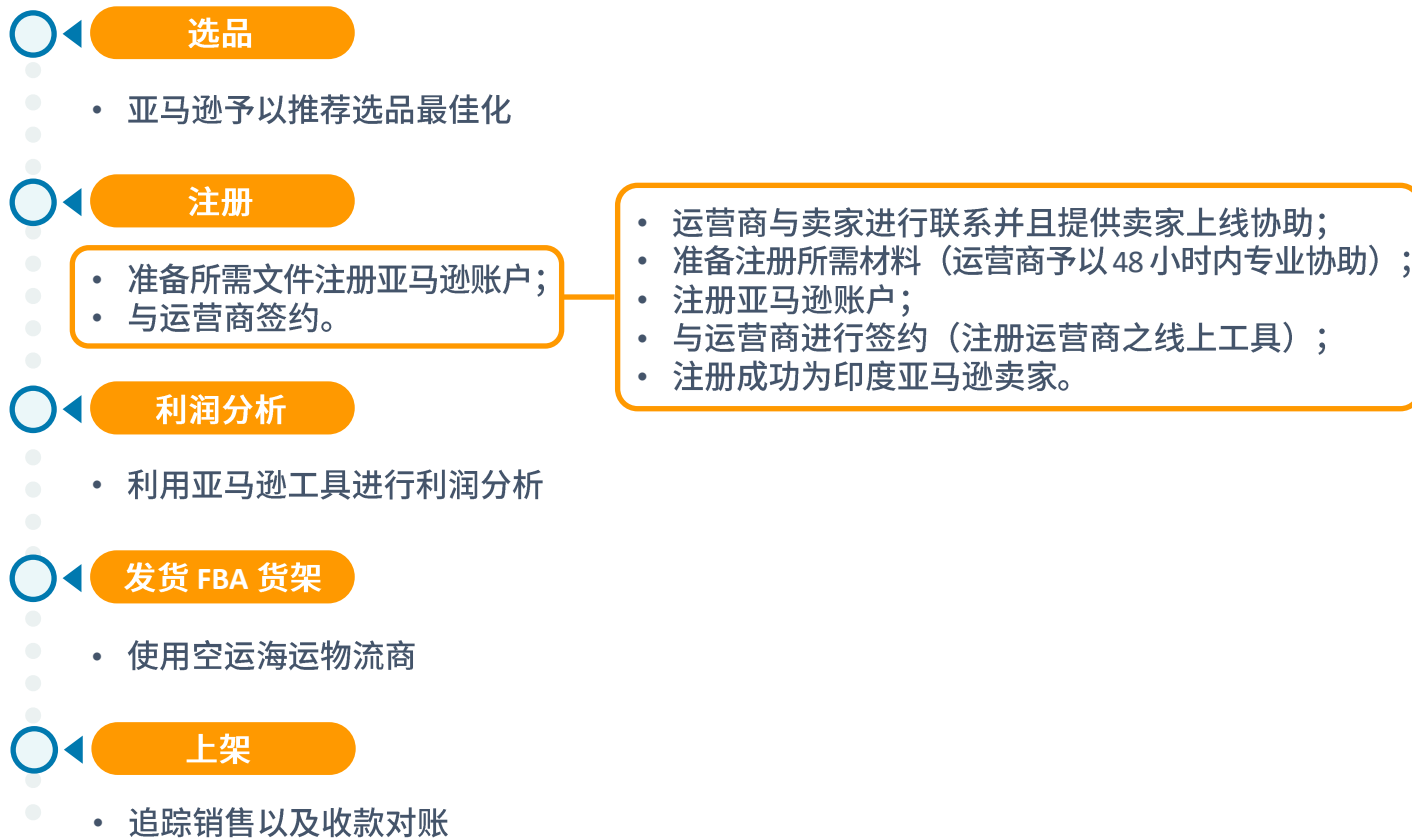 选品
• 亚马逊予以推荐选品最佳化
注册
• 准备所需文件注册亚马逊账户；
• 与运营商签约。
• 运营商与卖家进行联系并且提供卖家上线协助；
• 准备注册所需材料（运营商予以 48 小时内专业协助）；
• 注册亚马逊账户；
• 与运营商进行签约（注册运营商之线上工具）；
• 注册成功为印度亚马逊卖家。
利润分析
• 利用亚马逊工具进行利润分析
发货 FBA 货架
• 使用空运海运物流商
上架
• 追踪销售以及收款对账